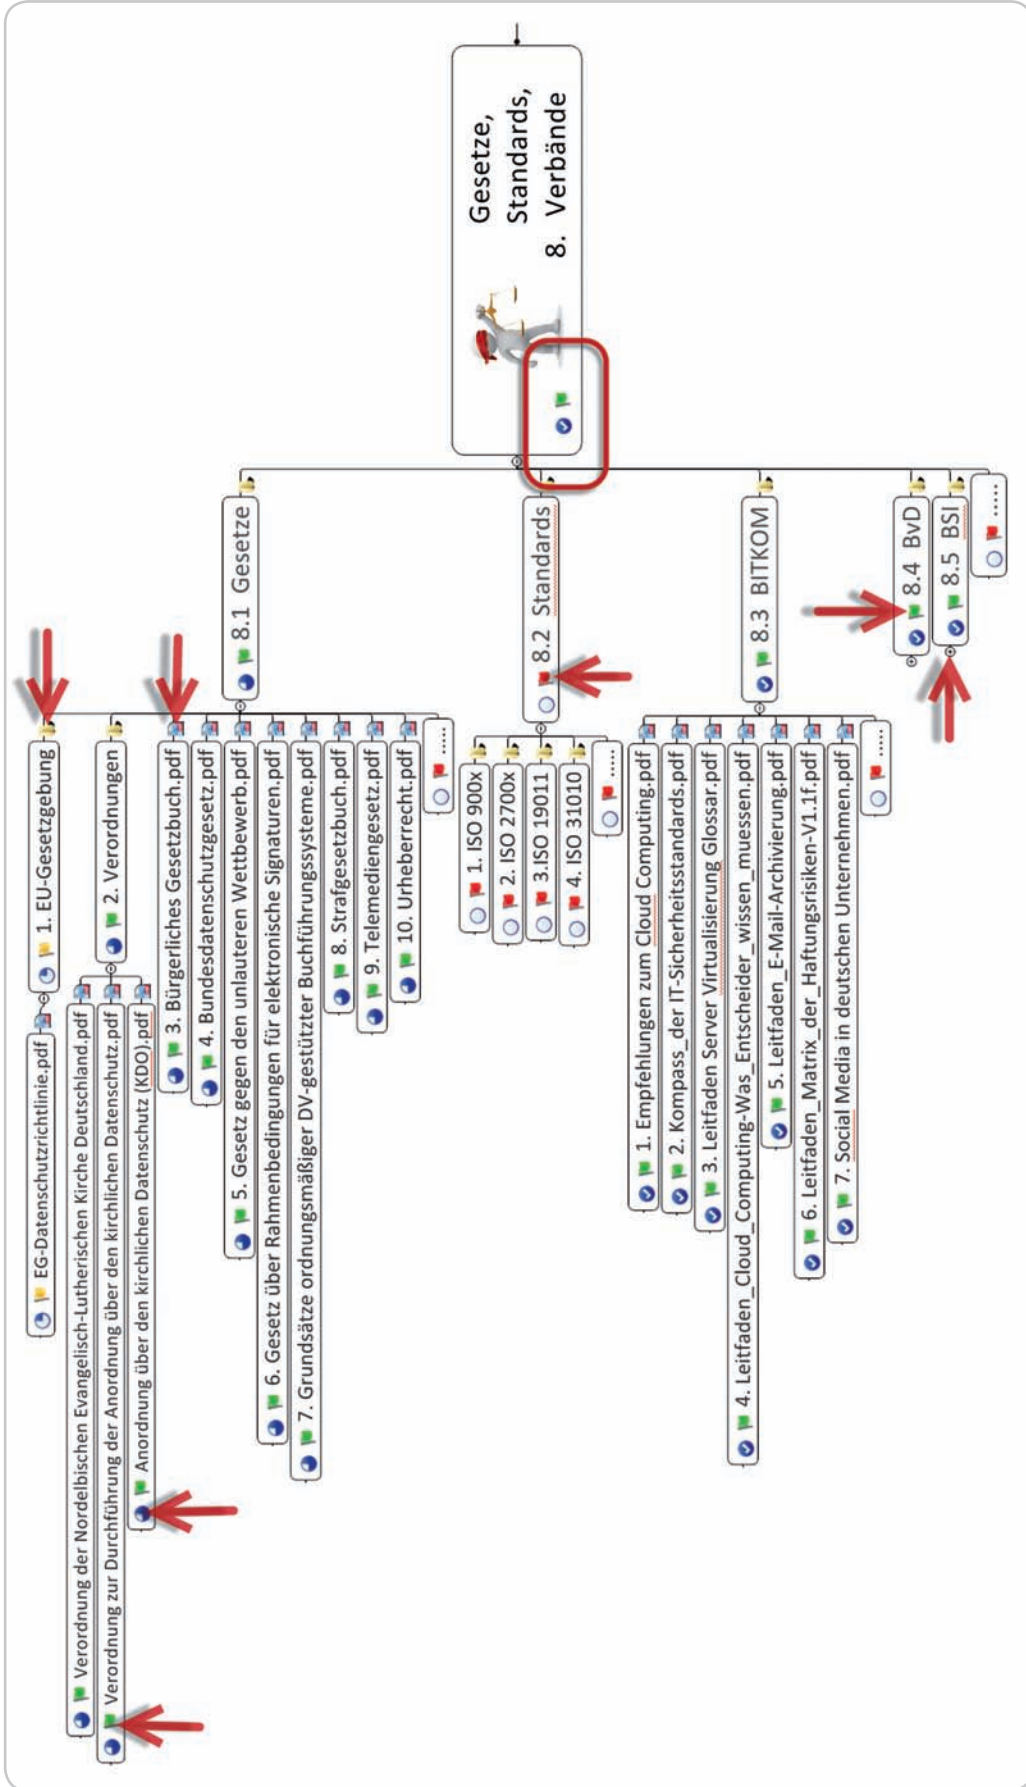 Gesetze,
Standards,
8. Verbände
8.1 Gesetze
1. EU-Gesetzgebung
EG-Datenschutzrichtlinie.pdf
2. Verordnungen
Verordnung der Nordelbischen Evangelisch-Lutherischen Kirche Deutschland.pdf
Verordnung zur Durchführung der Anordnung über den kirchlichen Datenschutz.pdf
Anordnung über den kirchlichen Datenschutz (KDO).pdf
3. Bürgerliches Gesetzbuch.pdf
4. Bundesdatenschutzgesetz.pdf
5. Gesetz gegen den unlauteren Wettbewerb.pdf
6. Gesetz über Rahmenbedingungen für elektronische Signaturen.pdf
7. Grundsätze ordnungsmäßiger DV-gestützter Buchführungssysteme.pdf
8. Strafgesetzbuch.pdf
9. Telemediengesetz.pdf
10. Urheberrecht.pdf
......
8.2 Standards
1. ISO 900x
2. ISO 2700x
3.ISO 19011
4. ISO 31010
......
8.3 BITKOM
1. Empfehlungen zum Cloud Computing.pdf
2. Kompass_der IT-Sicherheitsstandards.pdf
3. Leitfaden Server Virtualisierung Glossar.pdf
4. Leitfaden_Cloud_Computing-Was_Entscheider_wissen_muessen.pdf
5. Leitfaden_E-Mail-Archivierung.pdf
6. Leitfaden_Matrix_der_Haftungsrisiken-V1.1f.pdf
7. Social Media in deutschen Unternehmen.pdf
......
8.4 BvD
8.5 BSI
......